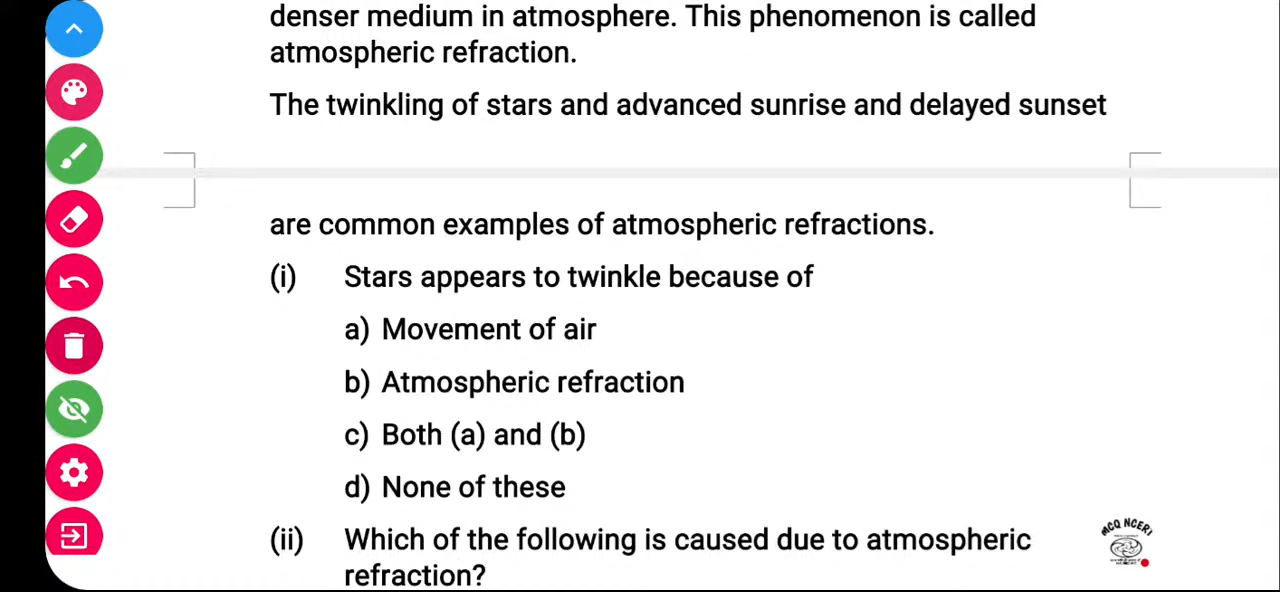 denser medium in atmosphere. This phenomenon is called
atmospheric refraction.
The twinkling of stars and advanced sunrise and delayed sunset
are common examples of atmospheric refractions.
(i) Stars appears to twinkle because of
a) Movement of air
b) Atmospheric refraction
c) Both (a) and (b)
d) None of these
(ii) Which of the following is caused due to atmospheric
refraction?
MCQ NCERT